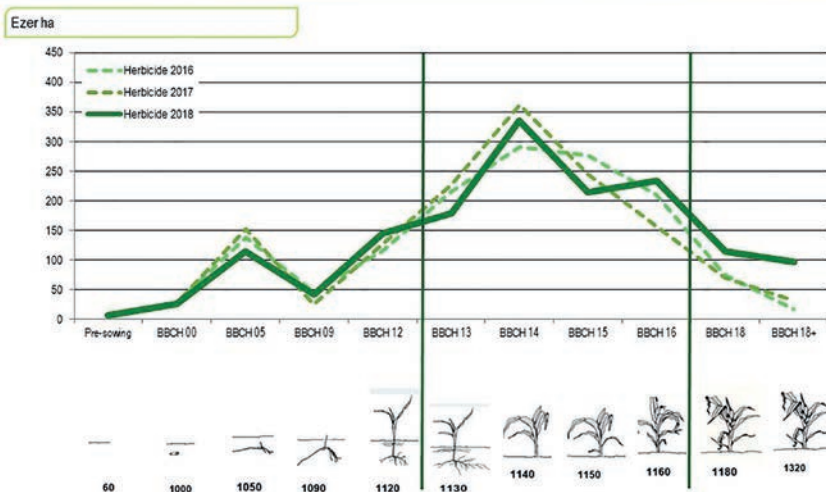 Ezer ha
450
400
350
300
250
200
150
100
50
0
Herbicide 2016
Herbicide 2017
Herbicide 2018
Pre-sowing BBCH 00 BBCH 05 BBCH 09 BBCH 12 BBCH 13 BBCH 14 BBCH 15 BBCH 16 BBCH 18 BBCH 18+
60 1000 1050 1090 1120 1130 1140 1150 1160 1180 1320